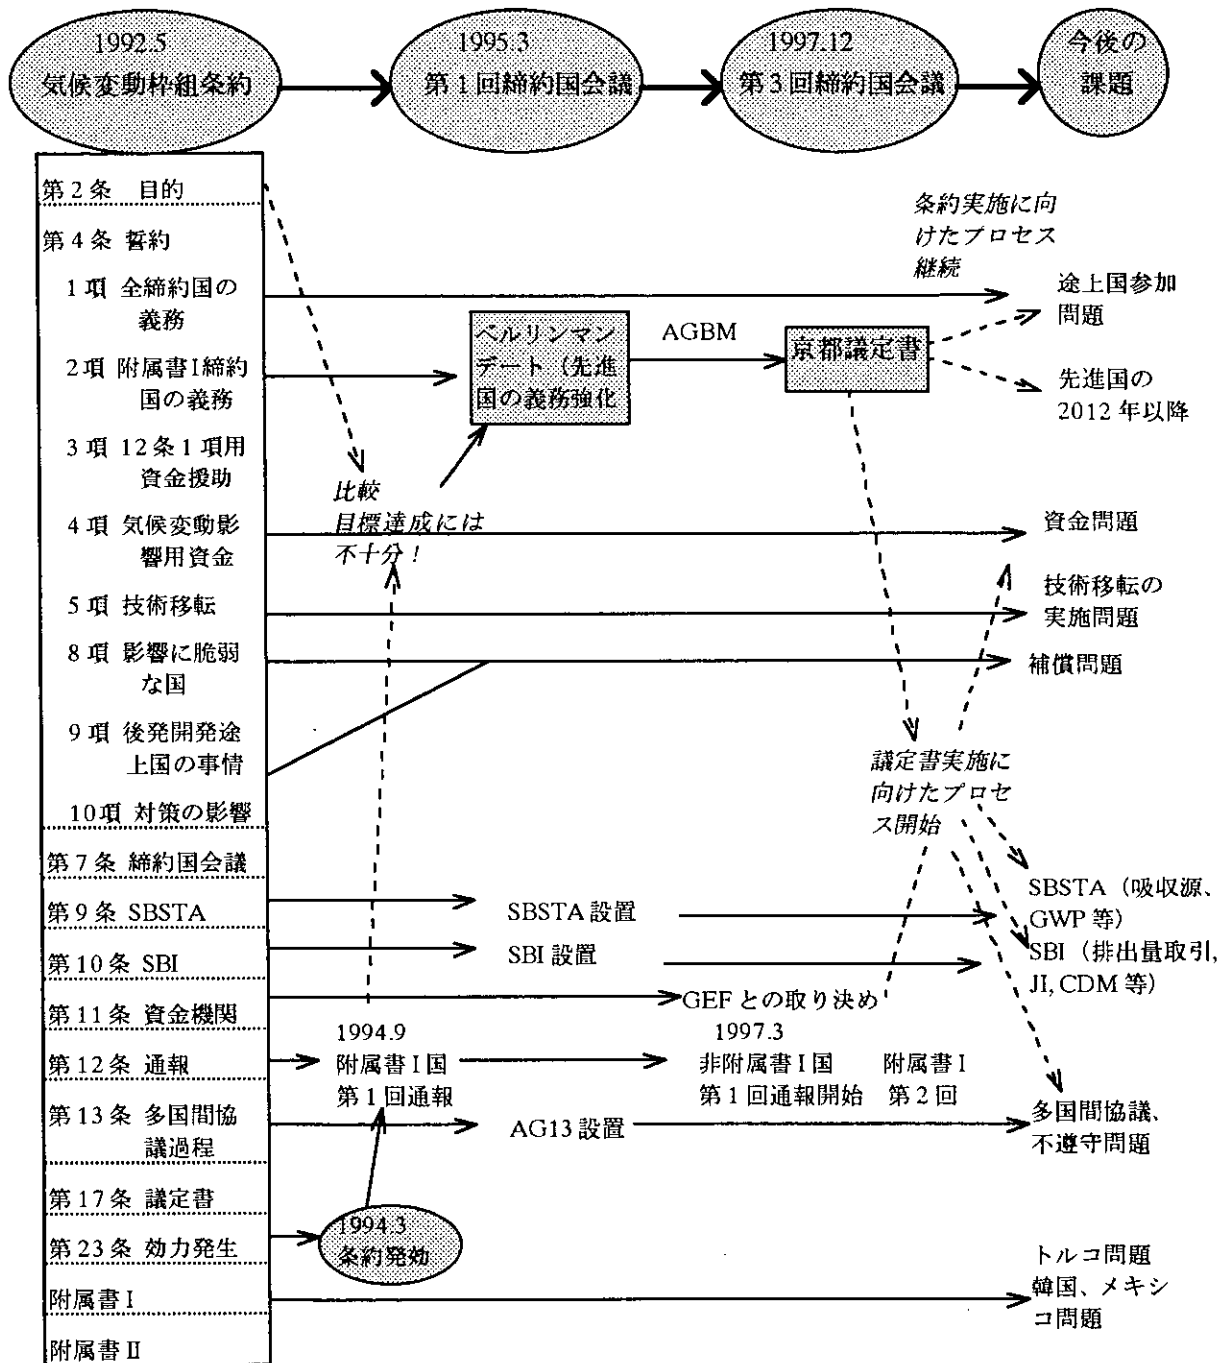 1992.5
気候変動枠組条約
1995.3
第1回締約国会議
1997.12
第3回締約国会議
今後の
課題
第2条 目的
第4条 誓約
1項 全締約国の
義務
2項 附属書I締約
国の義務
3項 12条1項用
資金援助
4項 気候変動影
響用資金
5項 技術移転
8項 影響に脆弱
な国
9項 後発開発途
上国の事情
10項 対策の影響
第7条 締約国会議
第9条 SBSTA
第10条 SBI
第11条 資金機関
第12条 通報
第13条 多国間協
議過程
第17条 議定書
第23条 効力発生
附属書I
附属書II
比較
目標達成には
不十分！
ベルリンマン
デート（先進
国の義務強化
AGBM
京都議定書
条約実施に向
けたプロセス
継続
途上国参加
問題
先進国の
2012年以降
資金問題
技術移転の
実施問題
補償問題
議定書実施に
向けたプロセ
ス開始
SBSTA設置
SBI設置
GEFとの取り決め
SBSTA（吸収源、
GWP等）
SBI（排出量取引,
JI, CDM等）
1994.9
附属書I国
第1回通報
1997.3
非附属書I国
第1回通報開始
附属書I
第2回
AG13設置
多国間協議、
不遵守問題
1994.3
条約発効
トルコ問題
韓国、メキシ
コ問題